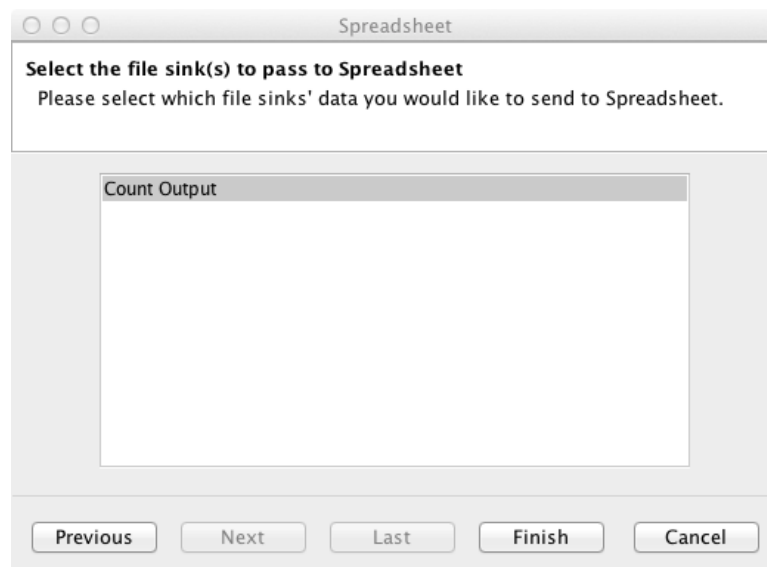 Spreadsheet
Select the file sink(s) to pass to Spreadsheet
Please select which file sinks' data you would like to send to Spreadsheet.
Count Output
Previous Next Last Finish Cancel